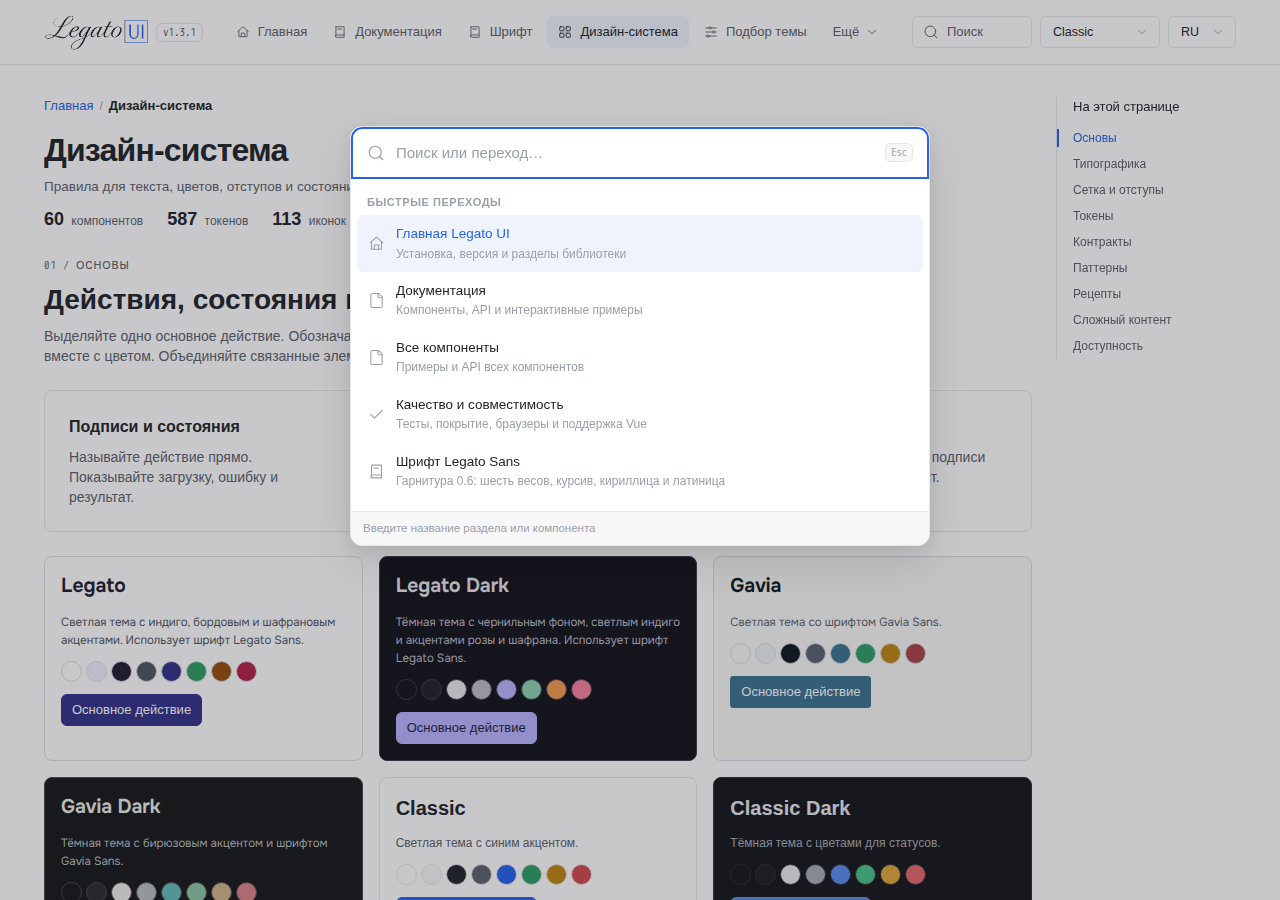 Legato UI v1.3.1 Главная Документация Шрифт Дизайн-система Подбор темы Ещё Поиск Classic RU
Главная / Дизайн-система
Дизайн-система
Правила для текста, цветов, отступов и
60 компонентов 587 токенов 113 иконок
01 / ОСНОВЫ
Действия, состояния
Выделяйте одно основное действие.
вместе с цветом. Объединяйте связанные
Подписи и состояния
Называйте действие прямо.
Показывайте загрузку, ошибку и
результат.
подписи
Поиск или переход…
Esc
БЫСТРЫЕ ПЕРЕХОДЫ
Главная Legato UI
Установка, версия и разделы библиотеки
Документация
Компоненты, API и интерактивные примеры
Все компоненты
Примеры и API всех компонентов
Качество и совместимость
Тесты, покрытие, браузеры и поддержка Vue
Шрифт Legato Sans
Гарнитура 0.6: шесть весов, курсив, кириллица и латиница
Введите название раздела или компонента
На этой странице
Основы
Типографика
Сетка и отступы
Токены
Контракты
Паттерны
Рецепты
Сложный контент
Доступность
Legato
Светлая тема с индиго, бордовым и шафрановым
акцентами. Использует шрифт Legato Sans.
Основное действие
Legato Dark
Тёмная тема с чернильным фоном, светлым индиго
и акцентами розы и шафрана. Использует шрифт
Legato Sans.
Основное действие
Gavia
Светлая тема со шрифтом Gavia Sans.
Основное действие
Gavia Dark
Тёмная тема с бирюзовым акцентом и шрифтом
Gavia Sans.
Classic
Светлая тема с синим акцентом.
Classic Dark
Тёмная тема с цветами для статусов.